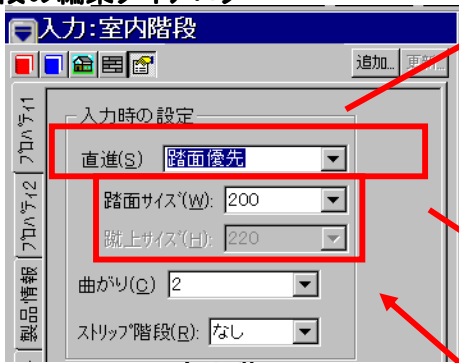 入力:室内階段
追加... 更新...
プロパティ1
プロパティ2
製品情報
入力時の設定
直進(S) 踏面優先
踏面サイズ(W): 200
蹴上サイズ(H): 220
曲がり(C) 2
ストリップ階段(R): なし